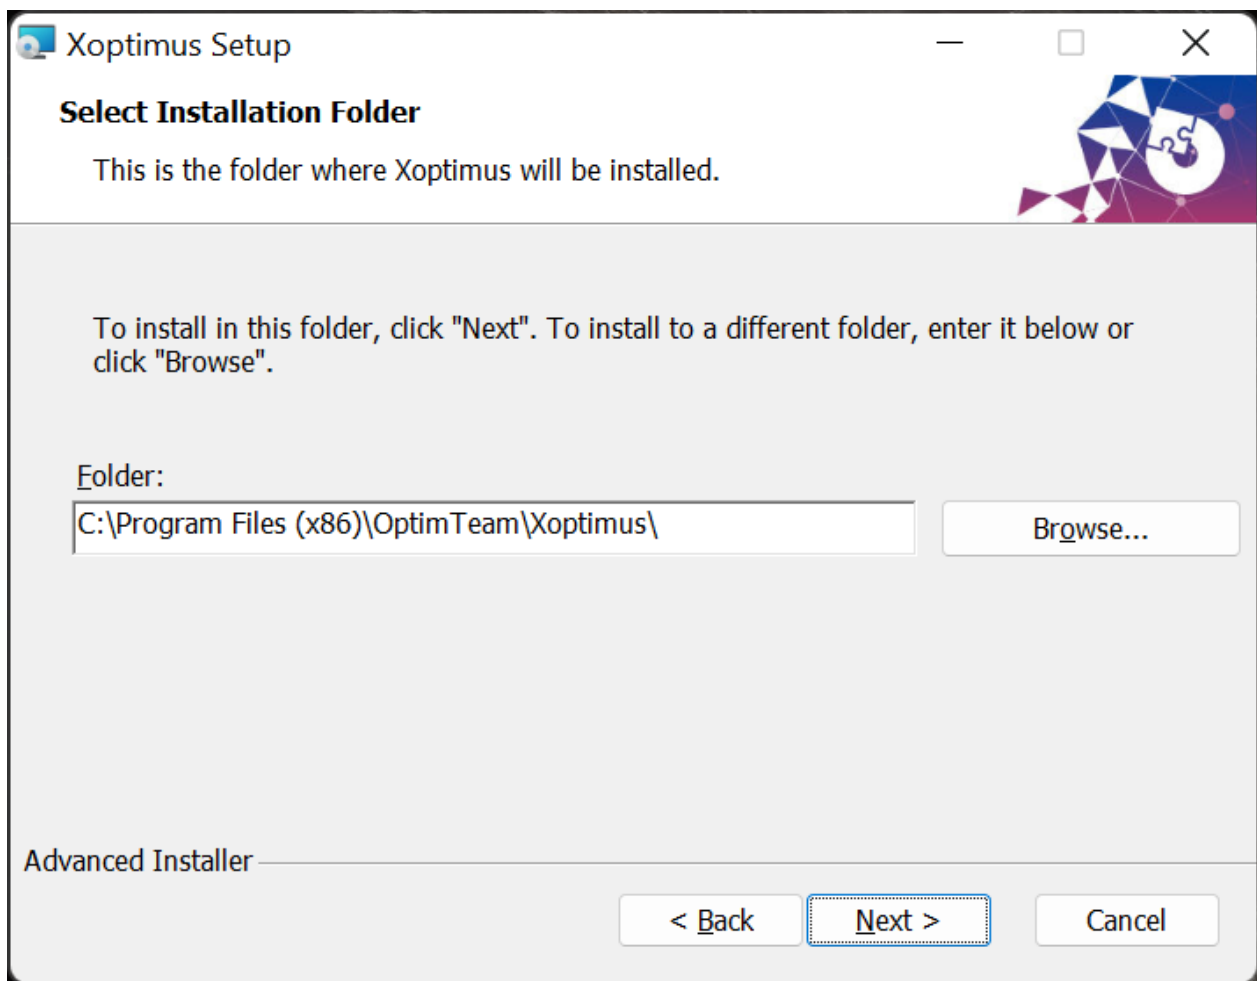 Xoptimus Setup
Select Installation Folder
This is the folder where Xoptimus will be installed.
To install in this folder, click "Next". To install to a different folder, enter it below or
click "Browse".
Folder:
C:\Program Files (x86)\OptimTeam\Xoptimus\
Browse...
Advanced Installer
< Back
Next >
Cancel